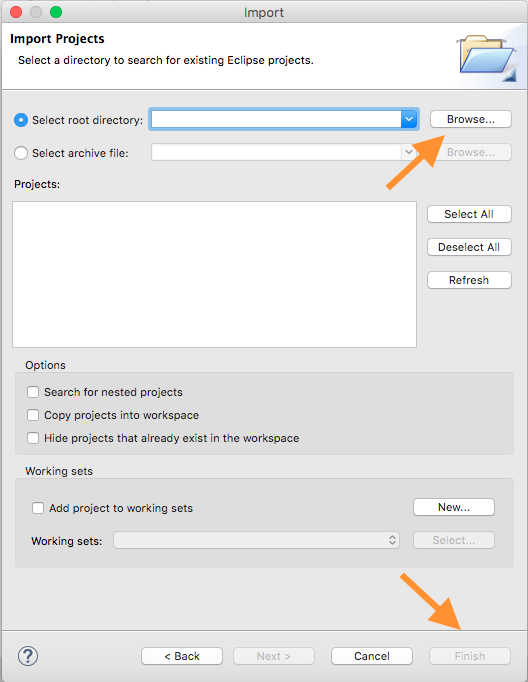 Import
Import Projects
Select a directory to search for existing Eclipse projects.
Select root directory:
Browse...
Select archive file:
Browse...
Projects:
Select All
Deselect All
Refresh
Options
Search for nested projects
Copy projects into workspace
Hide projects that already exist in the workspace
Working sets
Add project to working sets
New...
Working sets:
Select...
?
< Back
Next >
Cancel
Finish